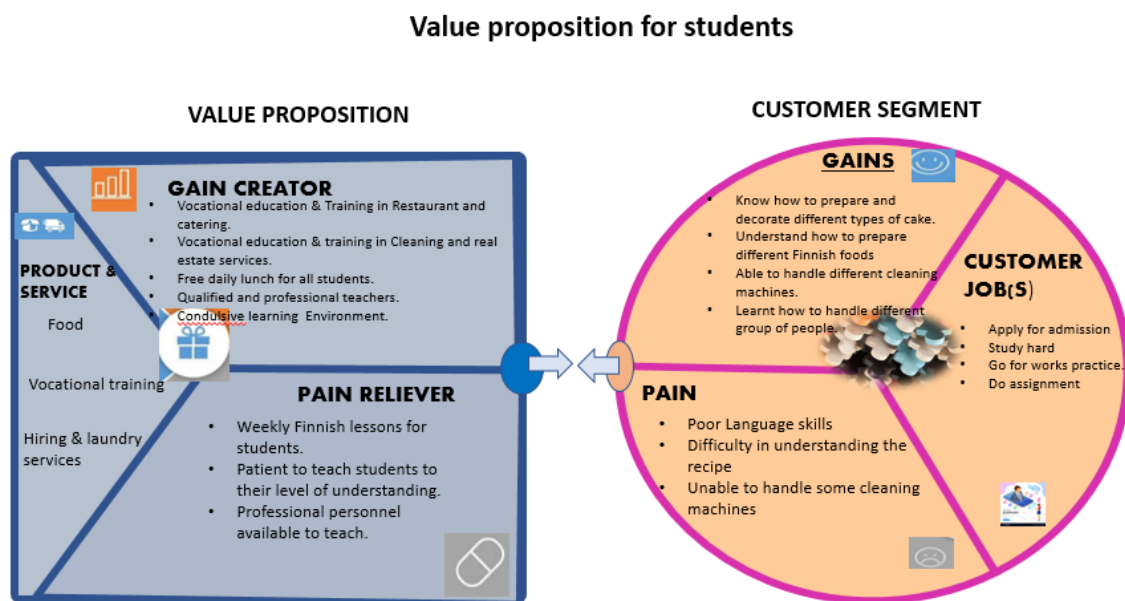 Value proposition for students
VALUE PROPOSITION
GAIN CREATOR
• Vocational education & Training in Restaurant and
catering.
• Vocational education & training in Cleaning and real
estate services.
• Free daily lunch for all students.
• Qualified and professional teachers.
• Condulsive learning Environment.
PRODUCT &
SERVICE
Food
Vocational training
Hiring & laundry
services
PAIN RELIEVER
• Weekly Finnish lessons for
students.
• Patient to teach students to
their level of understanding.
• Professional personnel
available to teach.
CUSTOMER SEGMENT
GAINS
• Know how to prepare and
decorate different types of cake.
• Understand how to prepare
different Finnish foods
• Able to handle different cleaning
machines.
• Learnt how to handle different
group of people.
CUSTOMER
JOB(S)
• Apply for admission
• Study hard
• Go for works practice.
• Do assignment
PAIN
• Poor Language skills
• Difficulty in understanding the
recipe
• Unable to handle some cleaning
machines